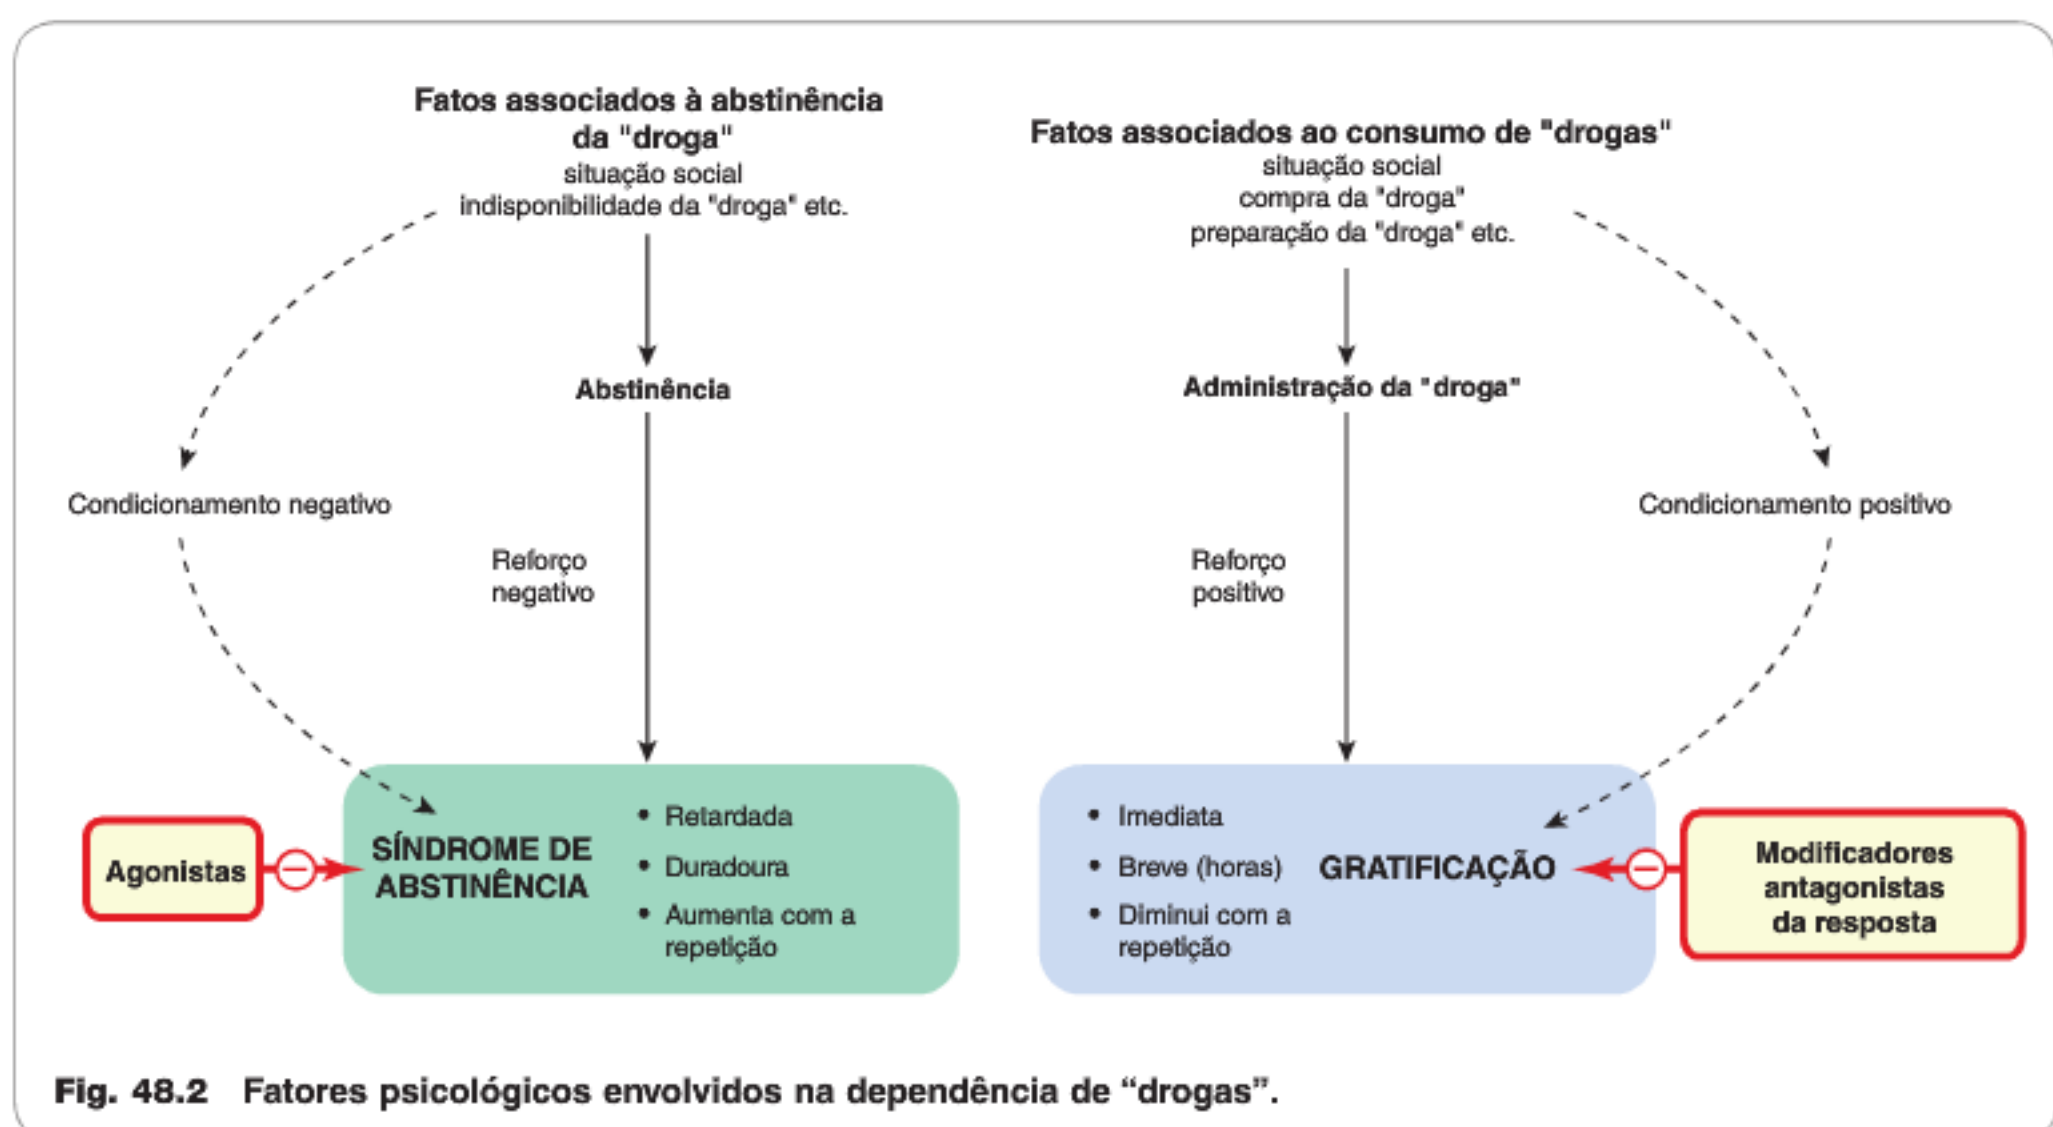 Fatos associados à abstinência
da "droga"
situação social
indisponibilidade da "droga" etc.
Fatos associados ao consumo de "drogas"
situação social
compra da "droga"
preparação da "droga" etc.
Abstinência
Administração da "droga"
Condicionamento negativo
Reforço
negativo
Reforço
positivo
Condicionamento positivo
Agonistas
SÍNDROME DE
ABSTINÊNCIA
• Retardada
• Duradoura
• Aumenta com a
repetição
• Imediata
• Breve (horas)
• Diminui com a
repetição
GRATIFICAÇÃO
Modificadores
antagonistas
da resposta
Fig. 48.2 Fatores psicológicos envolvidos na dependência de “drogas”.